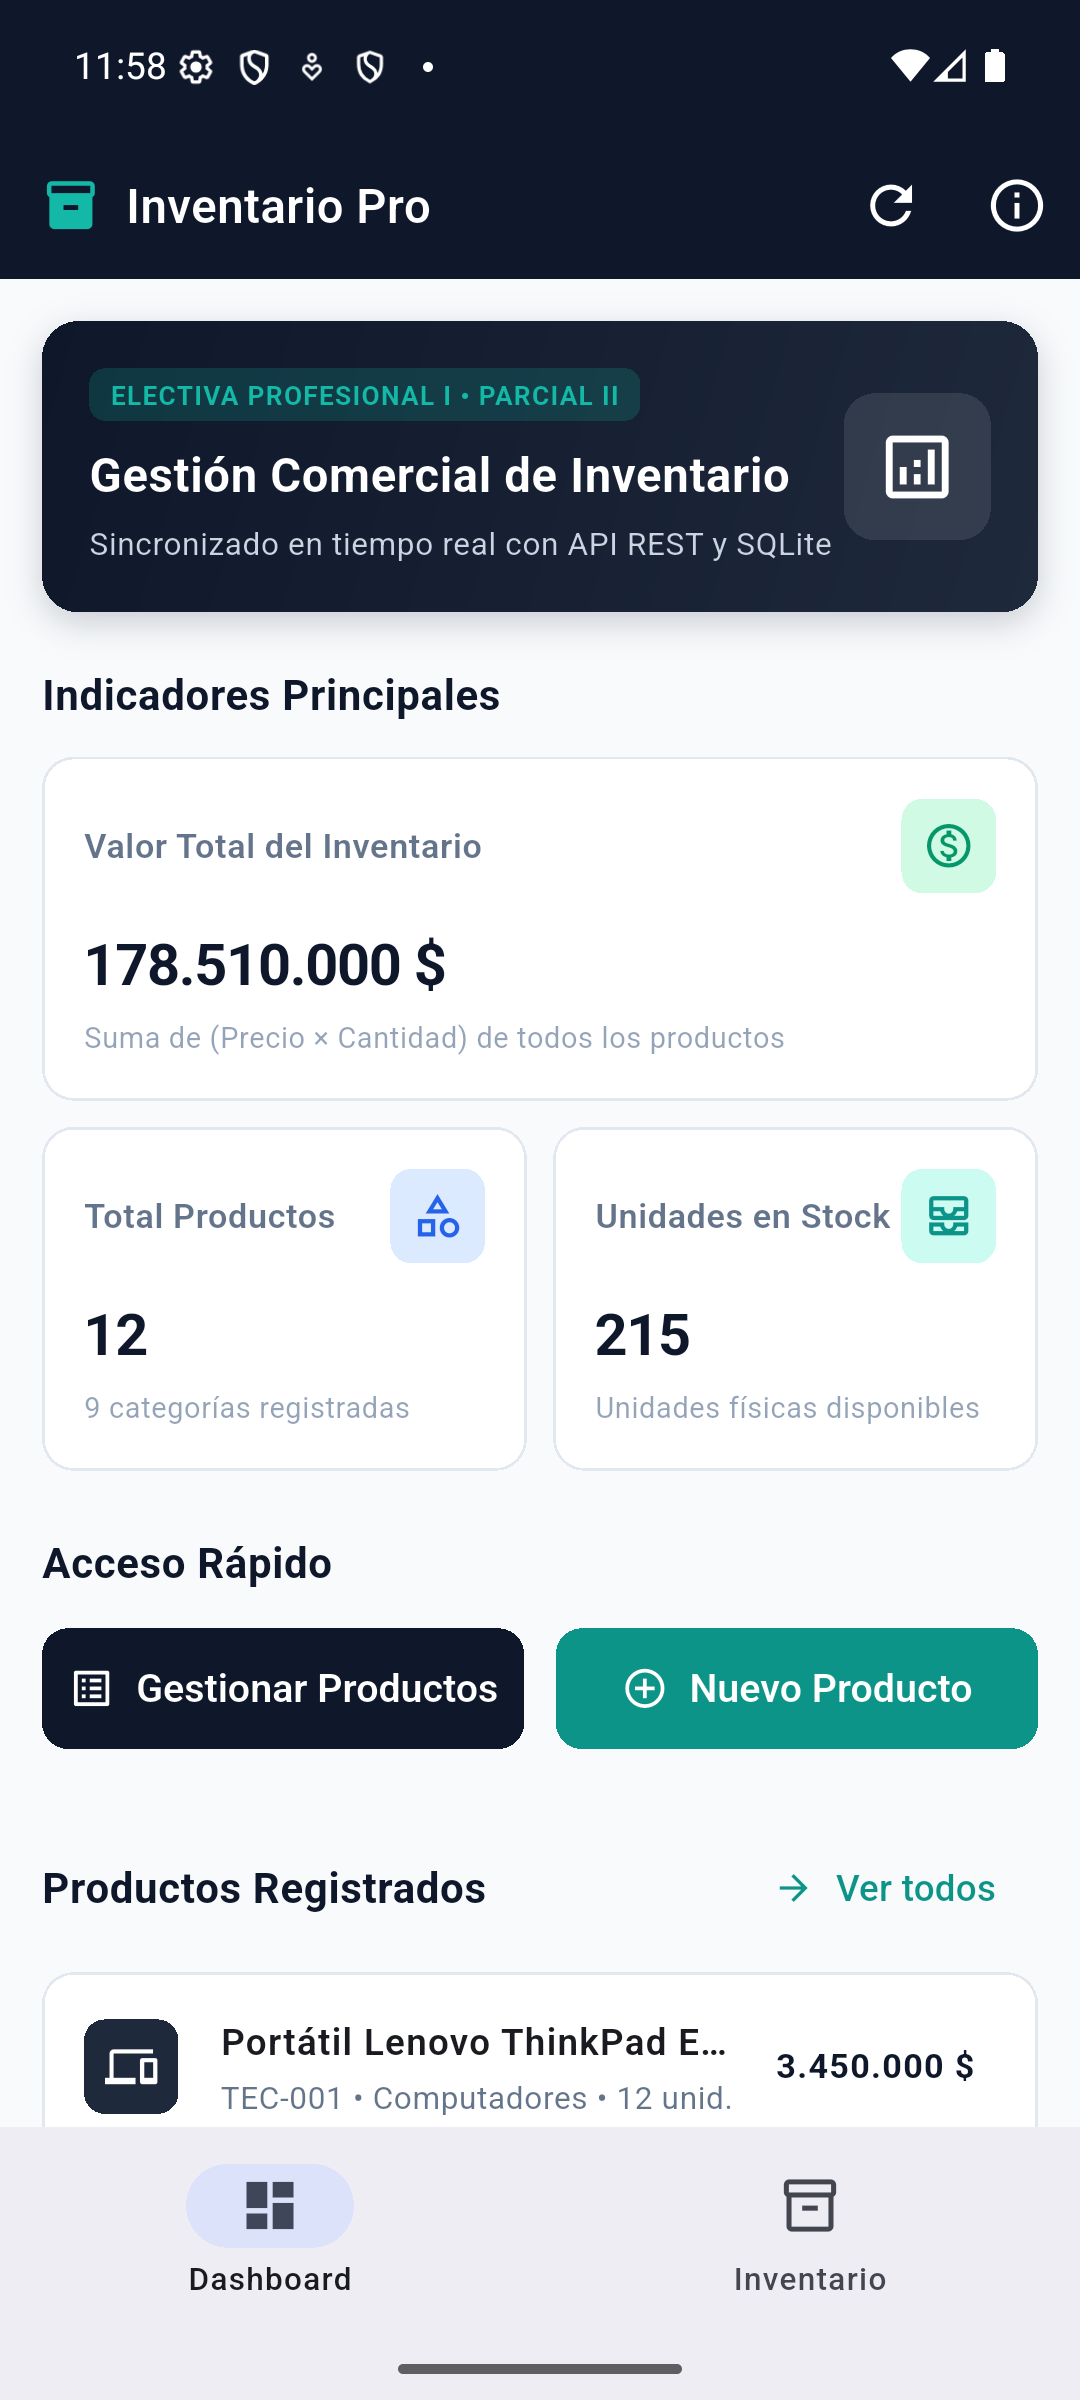 11:58
Inventario Pro
ELECTIVA PROFESIONAL I • PARCIAL II
Gestión Comercial de Inventario
Sincronizado en tiempo real con API REST y SQLite
Indicadores Principales
Valor Total del Inventario
178.510.000 $
Suma de (Precio × Cantidad) de todos los productos
Total Productos
12
9 categorías registradas
Unidades en Stock
215
Unidades físicas disponibles
Acceso Rápido
Gestionar Productos
Nuevo Producto
Productos Registrados
Ver todos
Portátil Lenovo ThinkPad E…
3.450.000 $
TEC-001 • Computadores • 12 unid.
Dashboard
Inventario